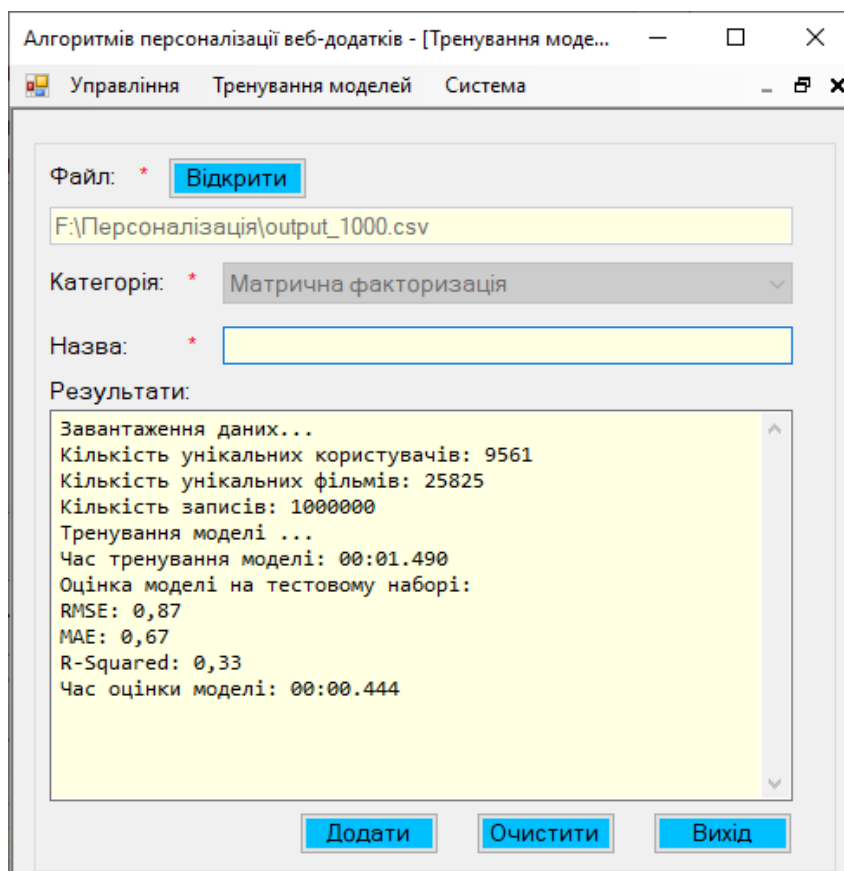 Алгоритмів персоналізації веб-додатків - [Тренування моде...
Управління Тренування моделей Система
Файл: * Відкрити
F:\Персоналізація\output_1000.csv
Категорія: * Матрична факторизація
Назва: *
Результати:
Завантаження даних...
Кількість унікальних користувачів: 9561
Кількість унікальних фільмів: 25825
Кількість записів: 1000000
Тренування моделі ...
Час тренування моделі: 00:01.490
Оцінка моделі на тестовому наборі:
RMSE: 0,87
MAE: 0,67
R-Squared: 0,33
Час оцінки моделі: 00:00.444
Додати Очистити Вихід